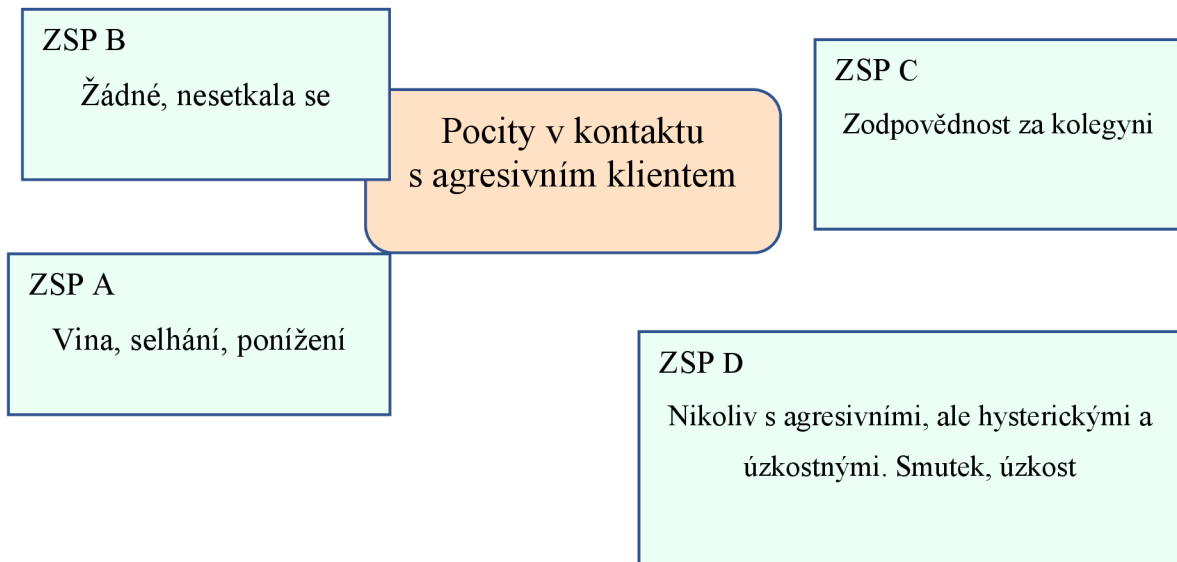 ZSP B
Žádné, nesetkala se
Pocity v kontaktu
s agresivním klientem
ZSP C
Zodpovědnost za kolegyni
ZSP A
Vina, selhání, ponížení
ZSP D
Nikoliv s agresivními, ale hysterickými a
úzkostnými. Smutek, úzkost